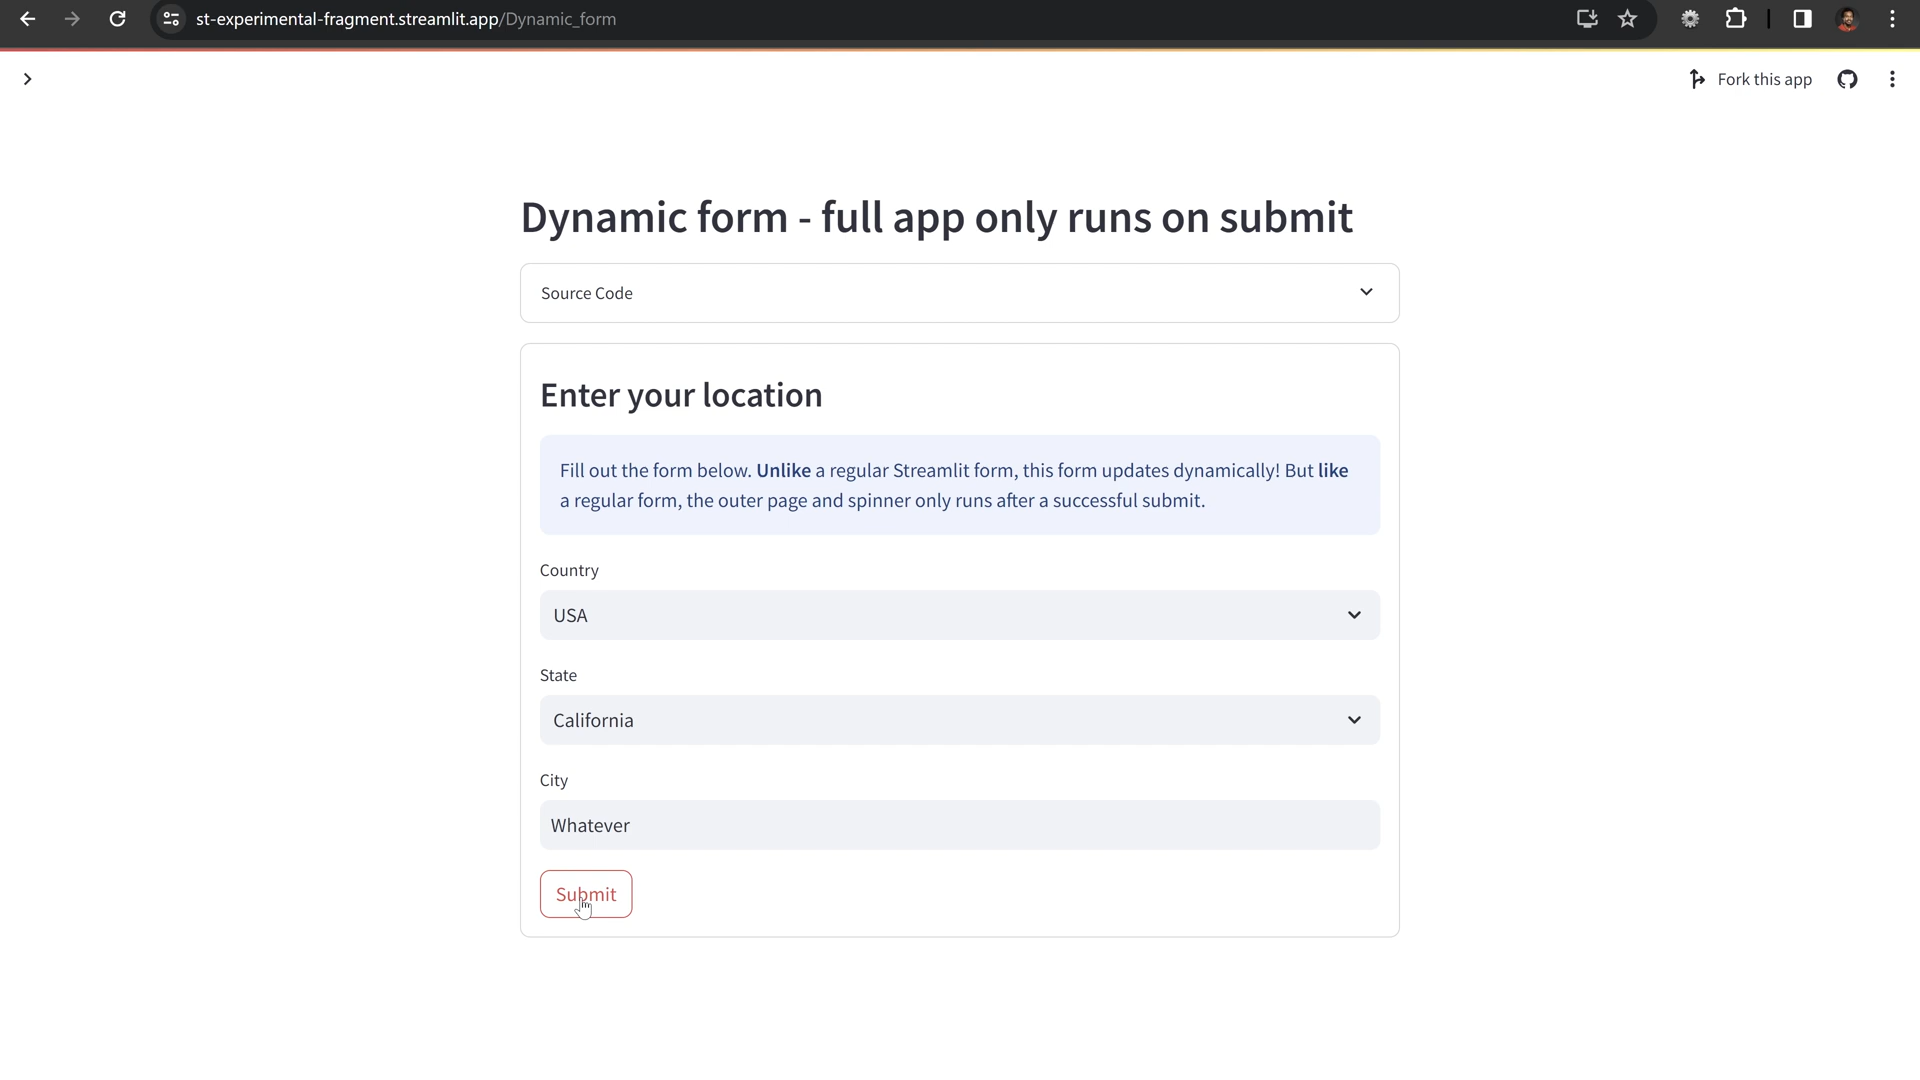 st-experimental-fragment.streamlit.app/Dynamic_form
Fork this app
Dynamic form - full app only runs on submit
Source Code
Enter your location
Fill out the form below. Unlike a regular Streamlit form, this form updates dynamically! But like
a regular form, the outer page and spinner only runs after a successful submit.
Country
USA
State
California
City
Whatever
Submit